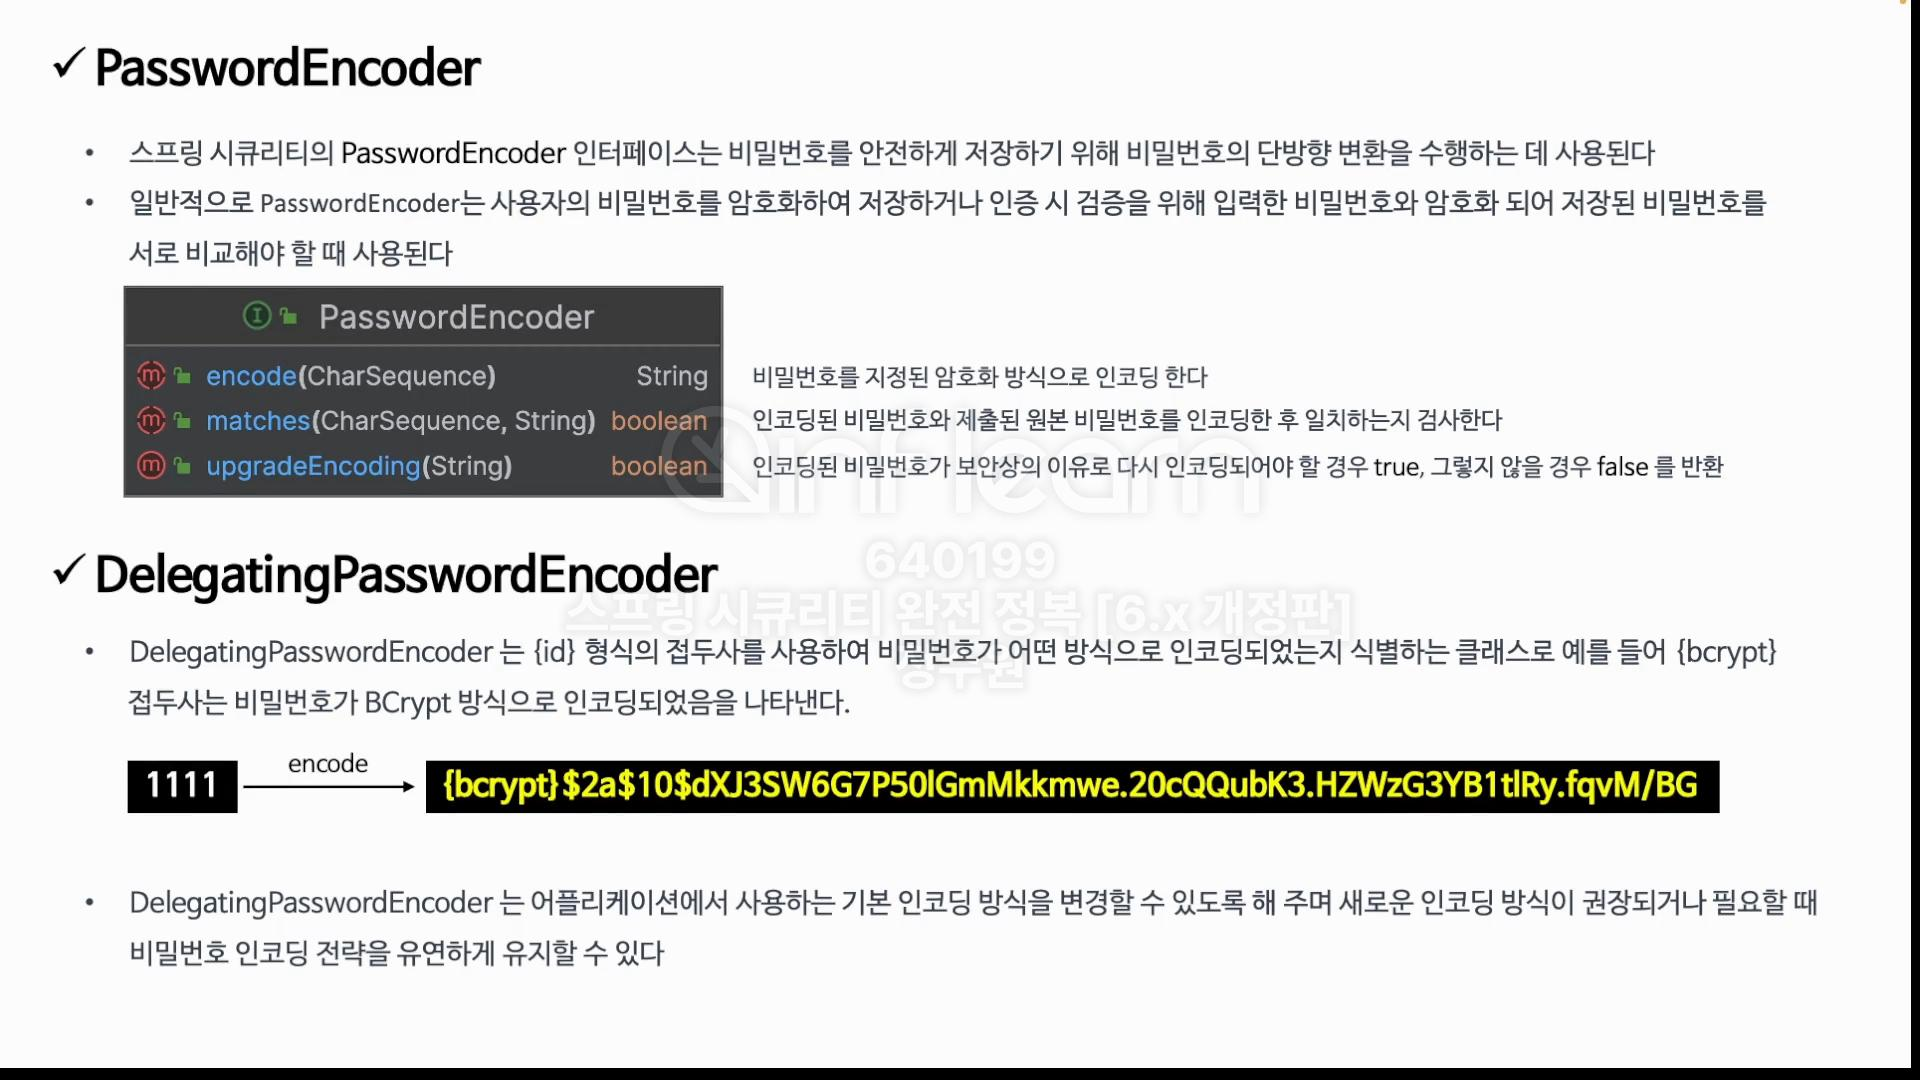 ✓ PasswordEncoder
• 스프링 시큐리티의 PasswordEncoder 인터페이스는 비밀번호를 안전하게 저장하기 위해 비밀번호의 단방향 변환을 수행하는 데 사용된다
• 일반적으로 PasswordEncoder는 사용자의 비밀번호를 암호화하여 저장하거나 인증 시 검증을 위해 입력한 비밀번호와 암호화 되어 저장된 비밀번호를
서로 비교해야 할 때 사용된다
PasswordEncoder
encode(CharSequence) String 비밀번호를 지정된 암호화 방식으로 인코딩 한다
matches(CharSequence, String) boolean 인코딩된 비밀번호와 제출된 원본 비밀번호를 인코딩한 후 일치하는지 검사한다
upgradeEncoding(String) boolean 인코딩된 비밀번호가 보안상의 이유로 다시 인코딩되어야 할 경우 true, 그렇지 않을 경우 false 를 반환
inflearn
640199
스프링 시큐리티 완전 정복 [6.x 개정판]
정수원
✓ DelegatingPasswordEncoder
• DelegatingPasswordEncoder 는 {id} 형식의 접두사를 사용하여 비밀번호가 어떤 방식으로 인코딩되었는지 식별하는 클래스로 예를 들어 {bcrypt}
접두사는 비밀번호가 BCrypt 방식으로 인코딩되었음을 나타낸다.
1111 encode {bcrypt}$2a$10$dXJ3SW6G7P50lGmMkkmwe.20cQQubK3.HZWzG3YB1tlRy.fqvM/BG
• DelegatingPasswordEncoder 는 어플리케이션에서 사용하는 기본 인코딩 방식을 변경할 수 있도록 해 주며 새로운 인코딩 방식이 권장되거나 필요할 때
비밀번호 인코딩 전략을 유연하게 유지할 수 있다